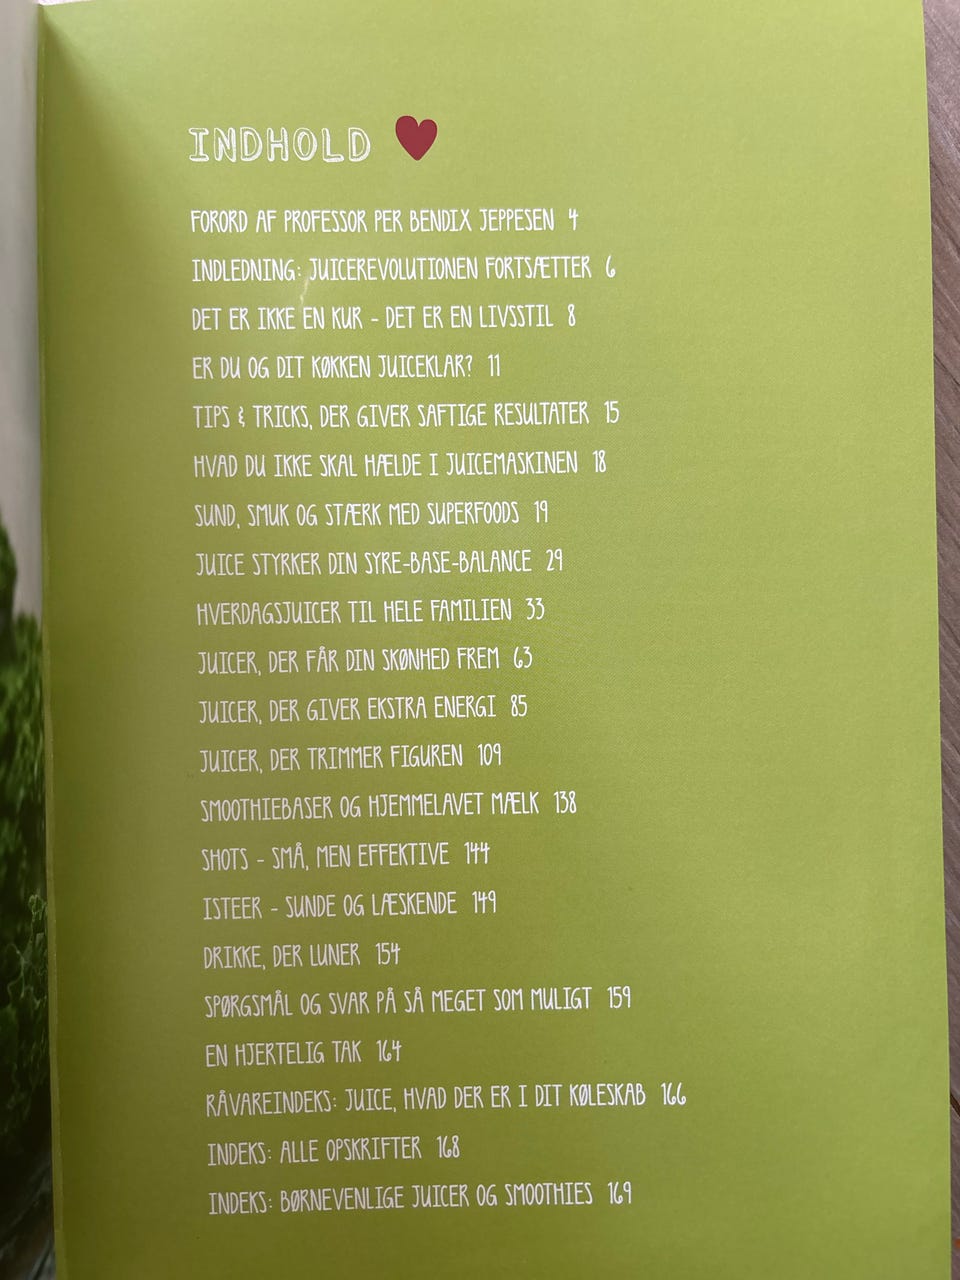 INDHOLD
FORORD AF PROFESSOR PER BENDIX JEPPESEN 4
INDLEDNING: JUICEREVOLUTIONEN FORTSÆTTER 6
DET ER IKKE EN KUR – DET ER EN LIVSSTIL 8
ER DU OG DIT KØKKEN JUICEKLAR? 11
TIPS & TRICKS, DER GIVER SAFTIGE RESULTATER 15
HVAD DU IKKE SKAL HÆLDE I JUICEMASKINEN 18
SUND, SMUK OG STÆRK MED SUPERFOODS 19
JUICE STYRKER DIN SYRE-BASE-BALANCE 29
HVERDAGSJUICER TIL HELE FAMILIEN 33
JUICER, DER FÅR DIN SKØNHED FREM 63
JUICER, DER GIVER EKSTRA ENERGI 85
JUICER, DER TRIMMER FIGUREN 109
SMOOTHIEBASER OG HJEMMELAVET MÆLK 138
SHOTS – SMÅ, MEN EFFEKTIVE 144
ISTEER – SUNDE OG LÆSKENDE 149
DRIKKE, DER LUNER 154
SPØRGSMÅL OG SVAR PÅ SÅ MEGET SOM MULIGT 159
EN HJERTELIG TAK 164
RÅVAREINDEKS: JUICE, HVAD DER ER I DIT KØLESKAB 166
INDEKS: ALLE OPSKRIFTER 168
INDEKS: BØRNEVENLIGE JUICER OG SMOOTHIES 169